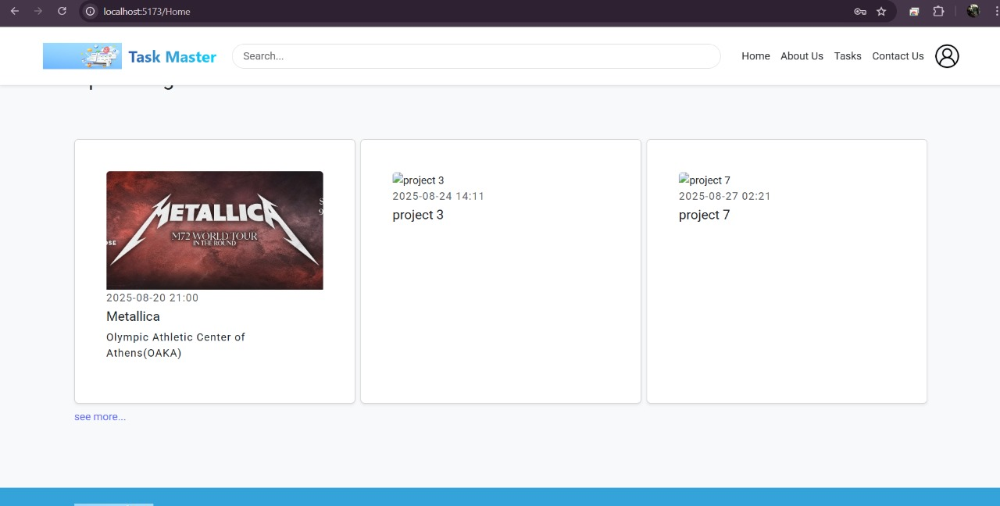 localhost:5173/Home
Task Master
Search...
Home About Us Tasks Contact Us
METALLICA
M72 WORLD TOUR
IN THE ROUND
OSE
S
9
2025-08-20 21:00
Metallica
Olympic Athletic Center of
Athens(OAKA)
project 3
2025-08-24 14:11
project 3
project 7
2025-08-27 02:21
project 7
see more...